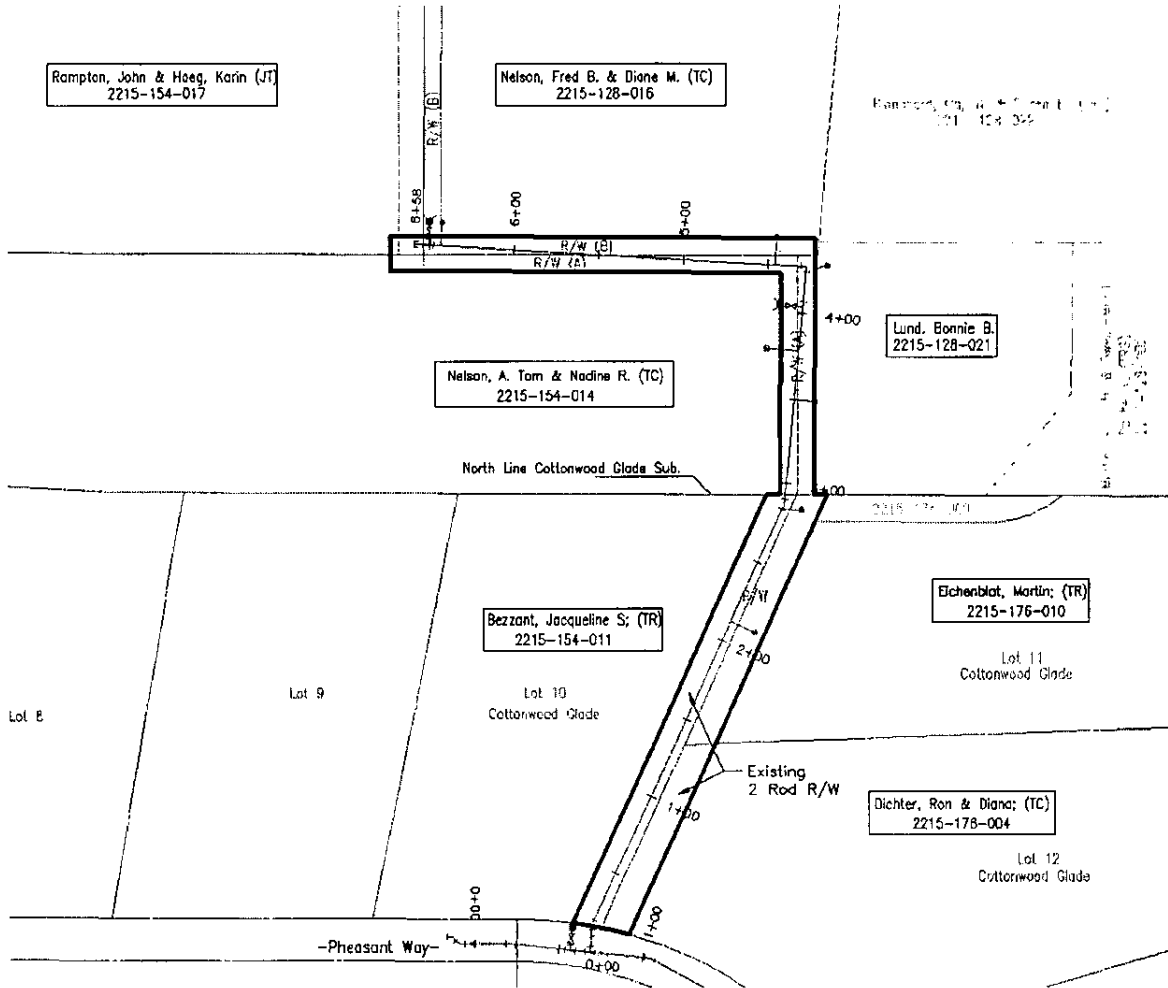 Rampton, John & Hoeg, Karin (JT)
2215-154-017
Nelson, Fred B. & Diane M. (TC)
2215-128-016
R/W (B)
6+58
6+00
5+00
R/W (B)
R/W (A)
4+00
R/W (A)
Lund, Bonnie B.
2215-128-021
Nelson, A. Tom & Nadine R. (TC)
2215-154-014
North Line Cottonwood Glade Sub.
R/W
Eichenblat, Martin; (TR)
2215-176-010
Bezzant, Jacqueline S; (TR)
2215-154-011
2+00
Lot 11
Cottonwood Glade
Lot 8
Lot 9
Lot 10
Cottonwood Glade
Existing
2 Rod R/W
1+00
Dichter, Ron & Diana; (TC)
2215-176-004
Lot 12
Cottonwood Glade
0+00
-Pheasant Way-
1+00
0+00